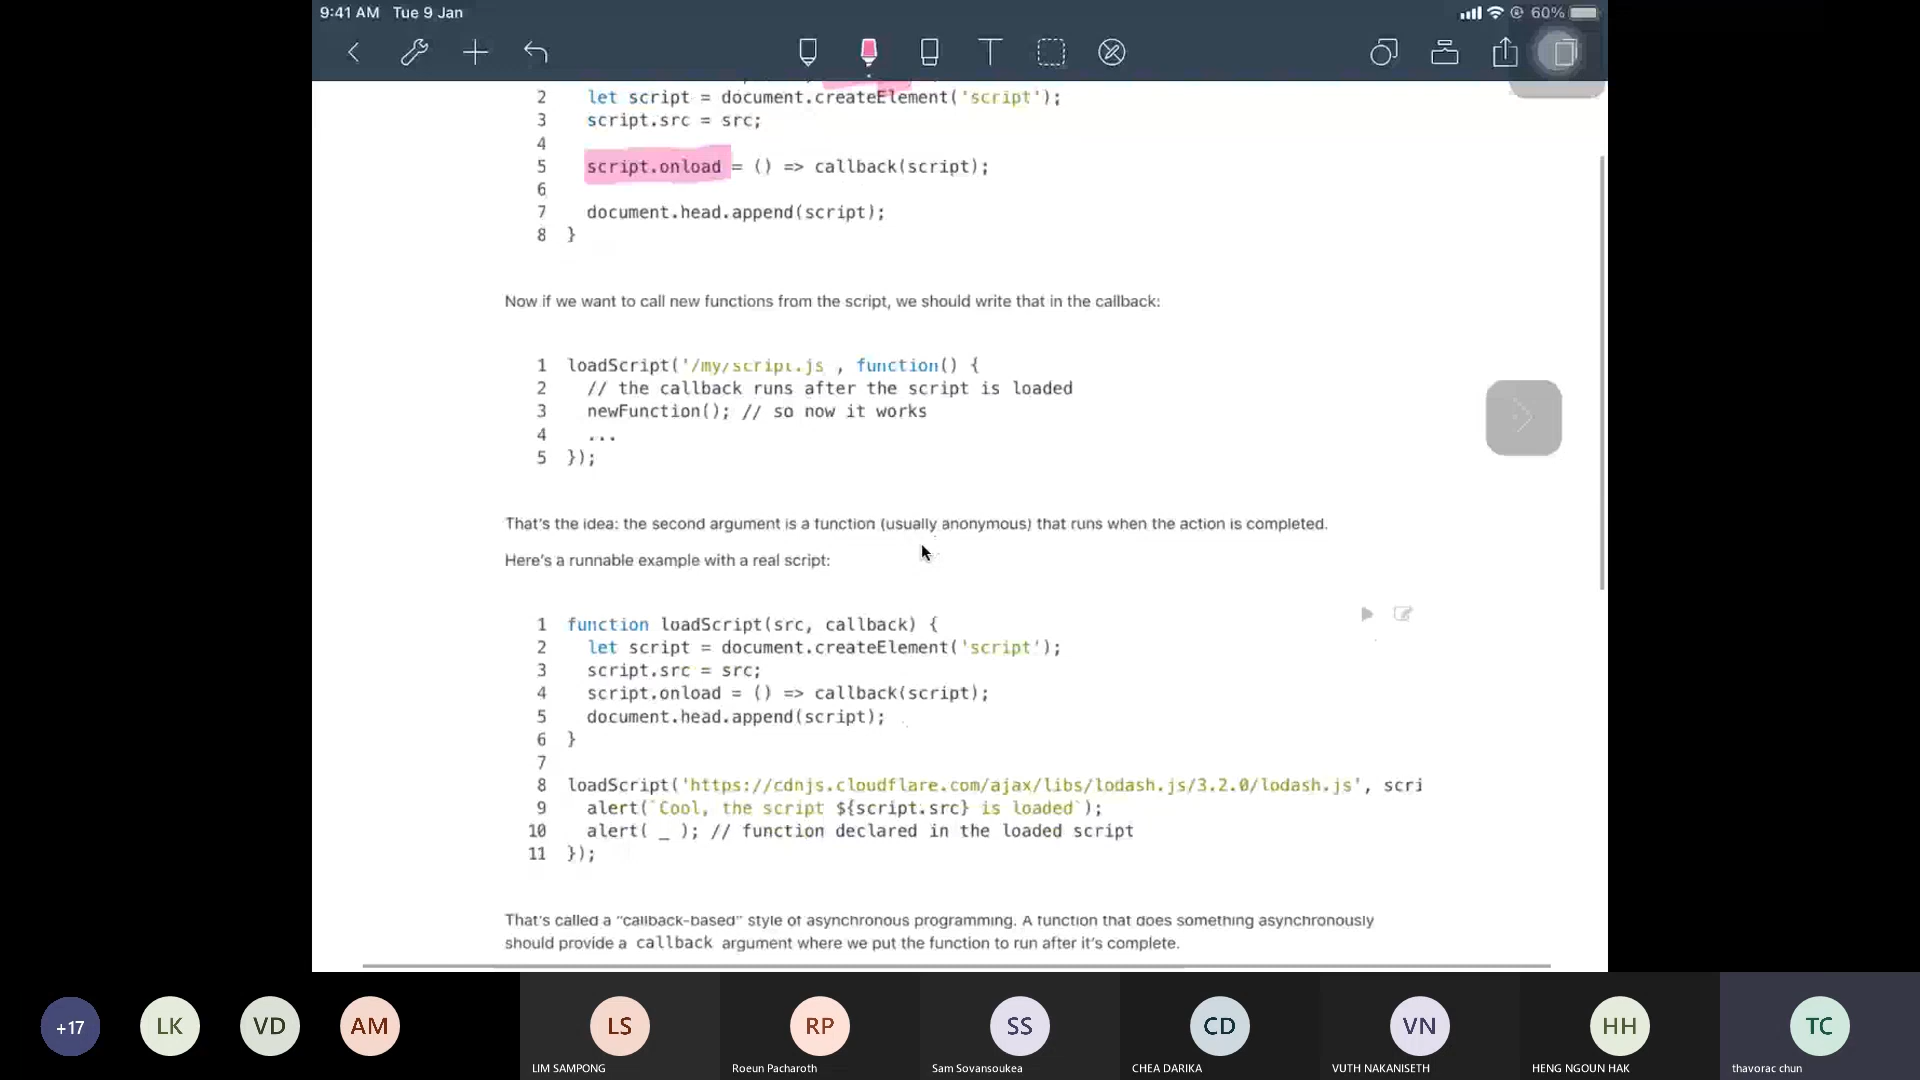 9:41 AM Tue 9 Jan
60%
2 let script = document.createElement('script');
3 script.src = src;
4
5 script.onload = () => callback(script);
6
7 document.head.append(script);
8 }
Now if we want to call new functions from the script, we should write that in the callback:
1 loadScript('/my/script.js , function() {
2 // the callback runs after the script is loaded
3 newFunction(); // so now it works
4 ...
5 });
That's the idea: the second argument is a function (usually anonymous) that runs when the action is completed.
Here's a runnable example with a real script:
1 function loadScript(src, callback) {
2 let script = document.createElement('script');
3 script.src = src;
4 script.onload = () => callback(script);
5 document.head.append(script);
6 }
7
8 loadScript('https://cdnjs.cloudflare.com/ajax/libs/lodash.js/3.2.0/lodash.js', scri
9 alert(`Cool, the script ${script.src} is loaded`);
10 alert( _ ); // function declared in the loaded script
11 });
That's called a "callback-based" style of asynchronous programming. A function that does something asynchronously
should provide a callback argument where we put the function to run after it's complete.
+17 LK VD AM LS RP SS CD VN HH TC
LIM SAMPONG Roeun Pacharoth Sam Sovansoukea CHEA DARIKA VUTH NAKANISETH HENG NGOUN HAK thavorac chun